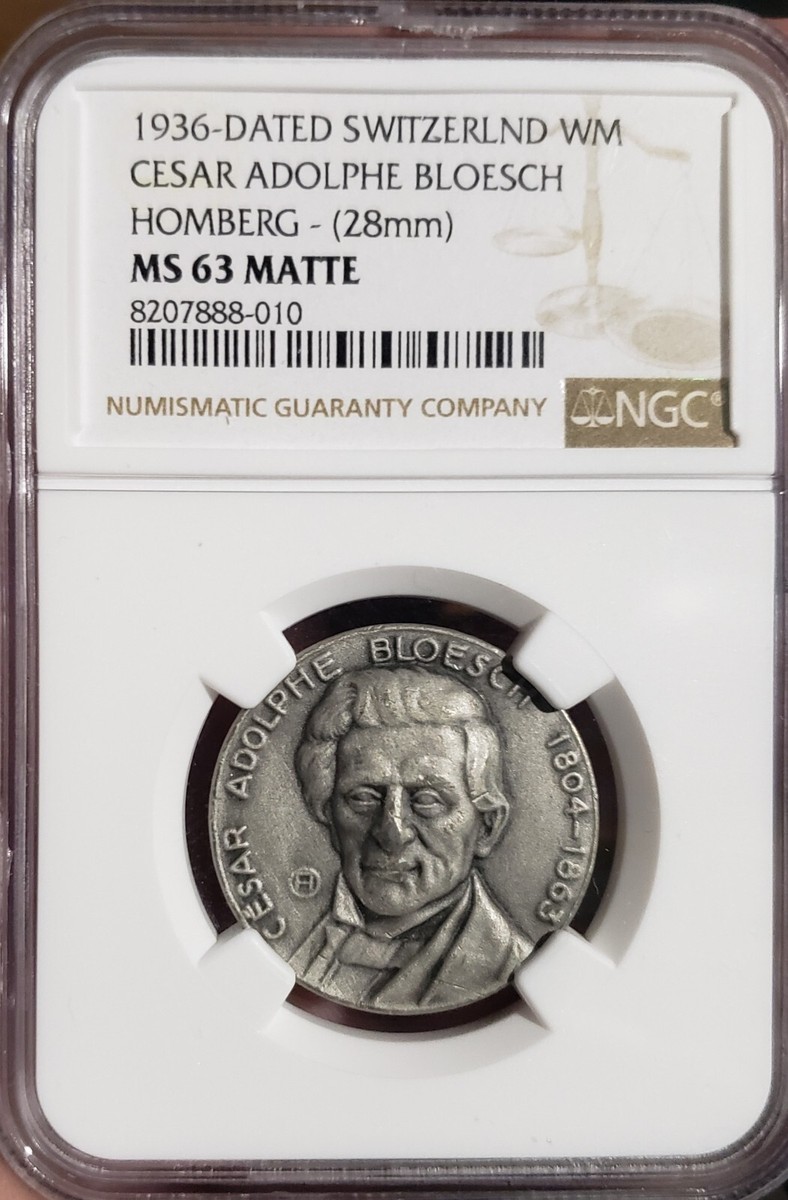 1936-DATED SWITZERLND WM
CESAR ADOLPHE BLOESCH
HOMBERG - (28mm)
MS 63 MATTE
8207888-010
NUMISMATIC GUARANTY COMPANY
NGC®
CÉSAR ADOLPHE BLOESCH 1804–1863
H